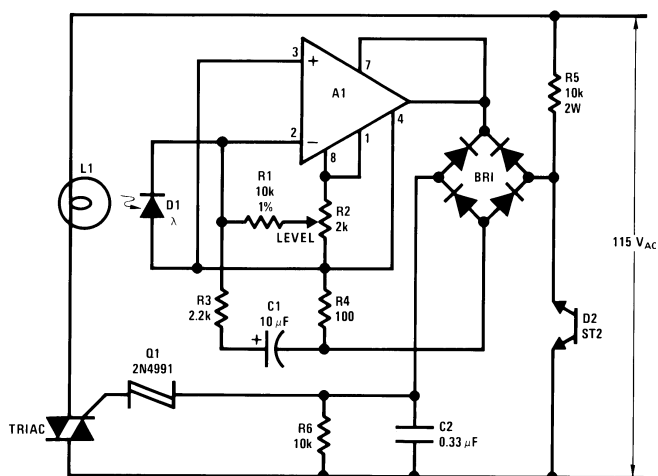 3
+
7
A1
2
−
1
4
8
R5
10k
2W
L1
D1
λ
R1
10k
1%
LEVEL
R2
2k
BRI
115 VAC
R3
2.2k
C1
+
10 μF
R4
100
D2
ST2
Q1
2N4991
TRIAC
R6
10k
C2
0.33 μF